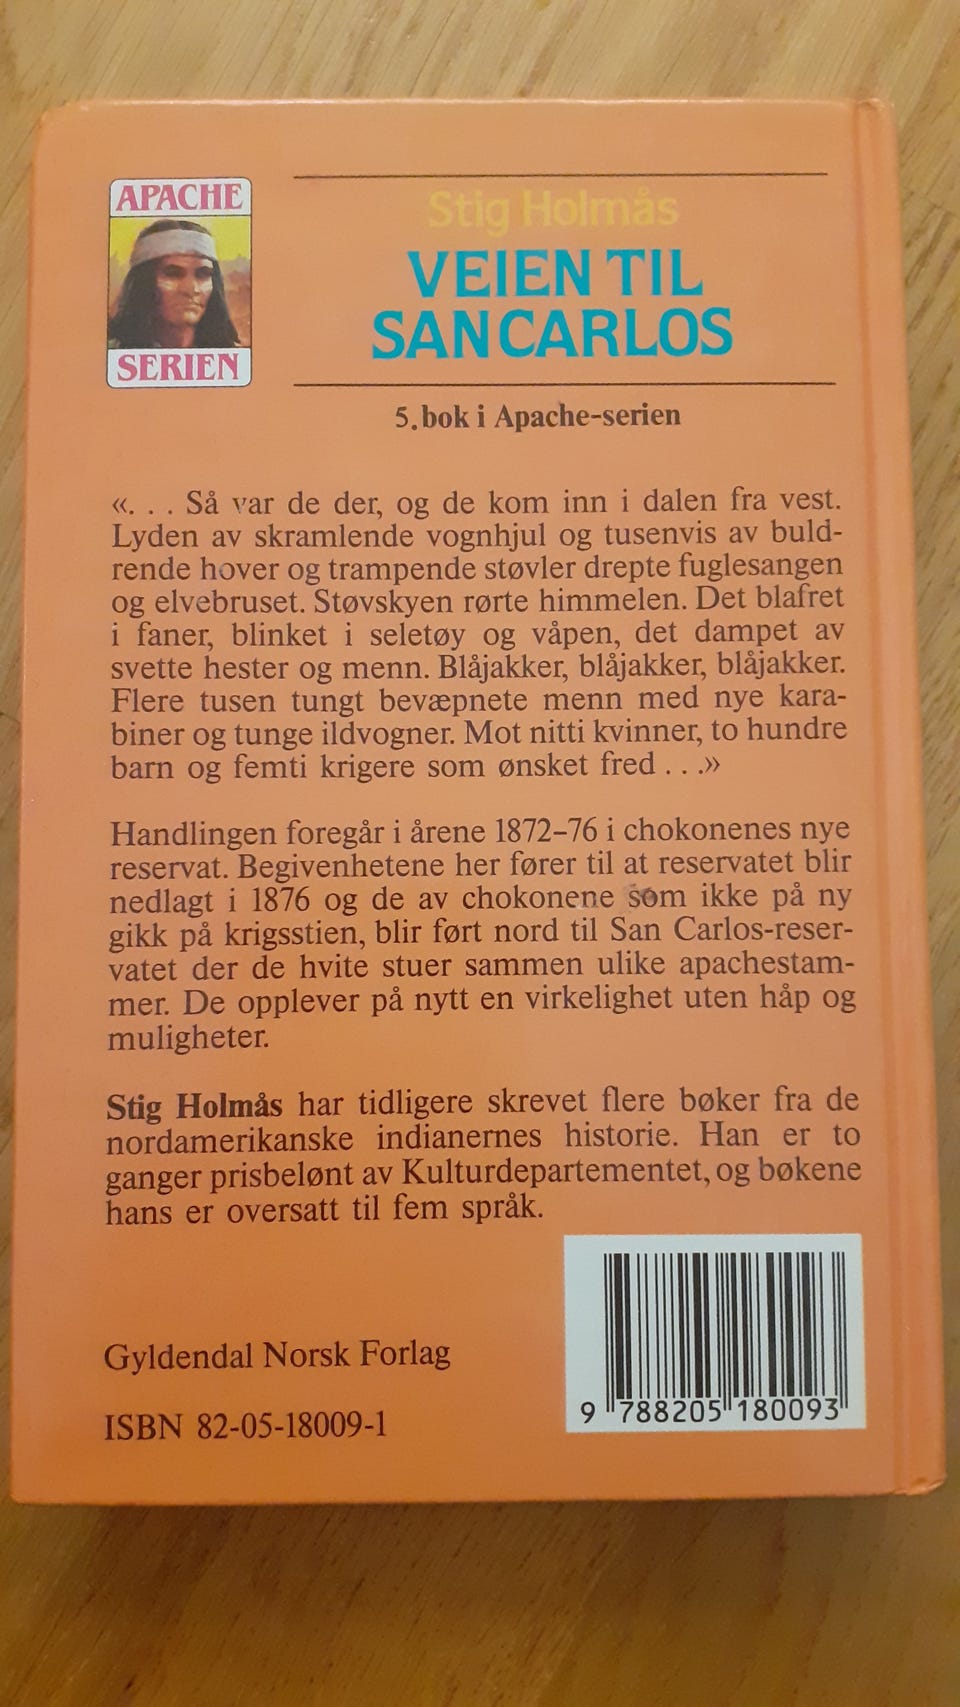 APACHE
SERIEN
Stig Holmås
VEIEN TIL
SAN CARLOS
5. bok i Apache-serien
«. . . Så var de der, og de kom inn i dalen fra vest.
Lyden av skramlende vognhjul og tusenvis av buld-
rende hover og trampende støvler drepte fuglesangen
og elvebruset. Støvskyen rørte himmelen. Det blafret
i faner, blinket i seletøy og våpen, det dampet av
svette hester og menn. Blåjakker, blåjakker, blåjakker.
Flere tusen tungt bevæpnete menn med nye kara-
biner og tunge ildvogner. Mot nitti kvinner, to hundre
barn og femti krigere som ønsket fred . . .»
Handlingen foregår i årene 1872–76 i chokonenes nye
reservat. Begivenhetene her fører til at reservatet blir
nedlagt i 1876 og de av chokonene som ikke på ny
gikk på krigsstien, blir ført nord til San Carlos-reser-
vatet der de hvite stuer sammen ulike apachestam-
mer. De opplever på nytt en virkelighet uten håp og
muligheter.
Stig Holmås har tidligere skrevet flere bøker fra de
nordamerikanske indianernes historie. Han er to
ganger prisbelønt av Kulturdepartementet, og bøkene
hans er oversatt til fem språk.
Gyldendal Norsk Forlag
ISBN 82-05-18009-1
9 788205 180093